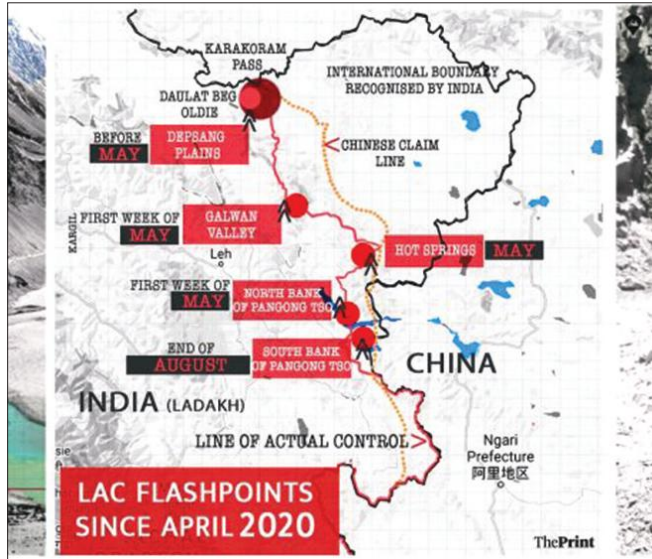 KARAKORAM
PASS
INTERNATIONAL BOUNDARY
RECOGNISED BY INDIA
DAULAT BEG
OLDIE
BEFORE
MAY
DEPSANG
PLAINS
CHINESE CLAIM
LINE
FIRST WEEK OF
MAY
GALWAN
VALLEY
KARGIL
Leh
HOT SPRINGS
MAY
FIRST WEEK OF
MAY
NORTH BANK
OF PANGONG TSO
END OF
AUGUST
SOUTH BANK
OF PANGONG TSO
CHINA
INDIA (LADAKH)
LINE OF ACTUAL CONTROL
Ngari
Prefecture
阿里地区
LAC FLASHPOINTS
SINCE APRIL 2020
ThePrint